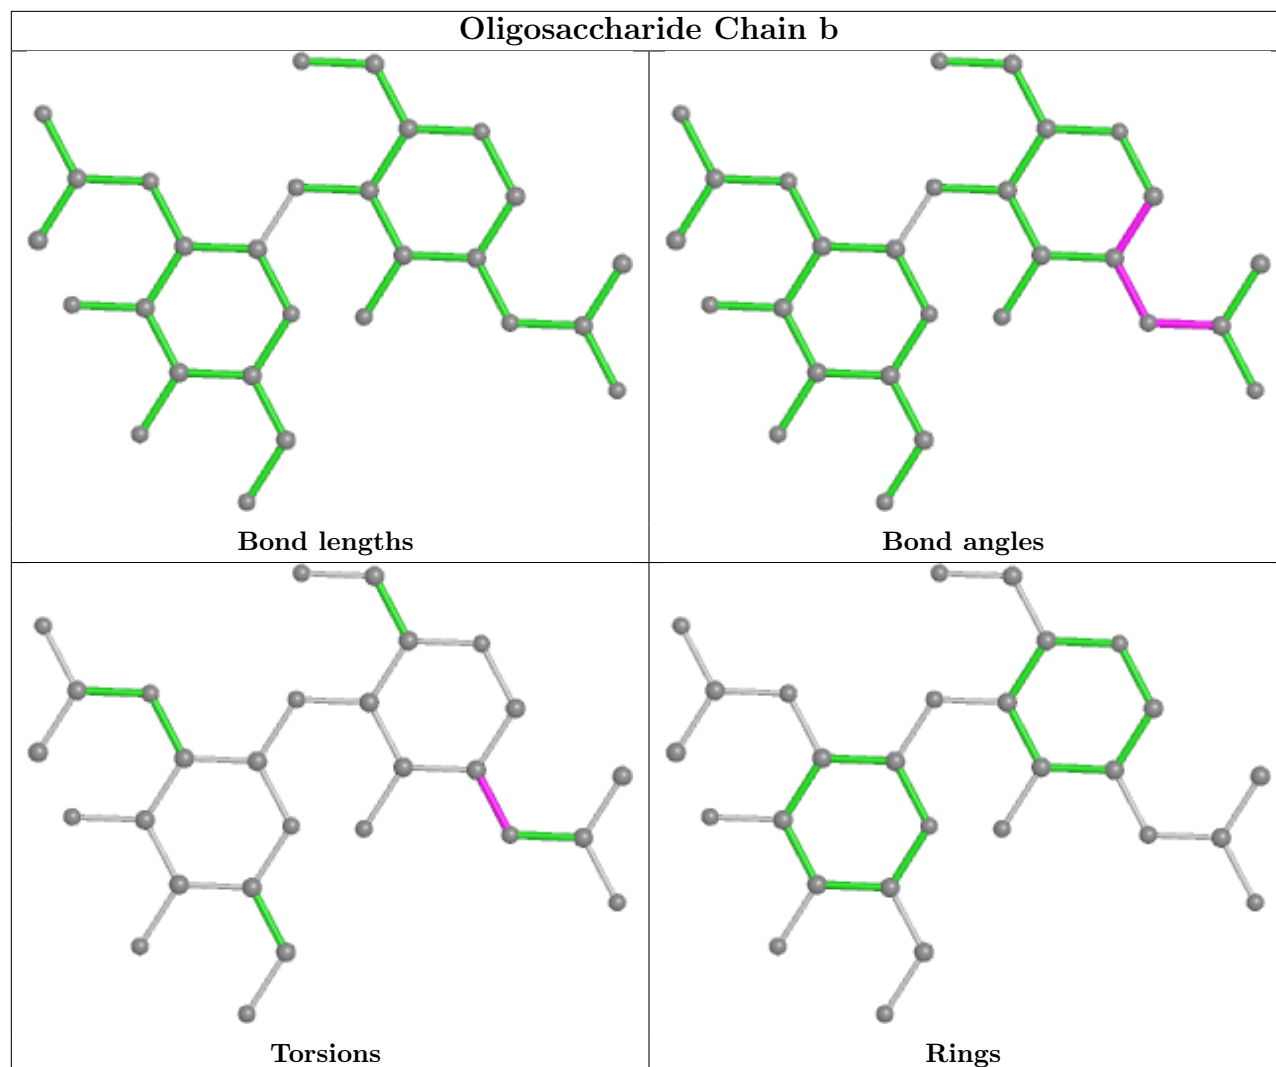 Oligosaccharide Chain b
Bond lengths
Bond angles
Torsions
Rings